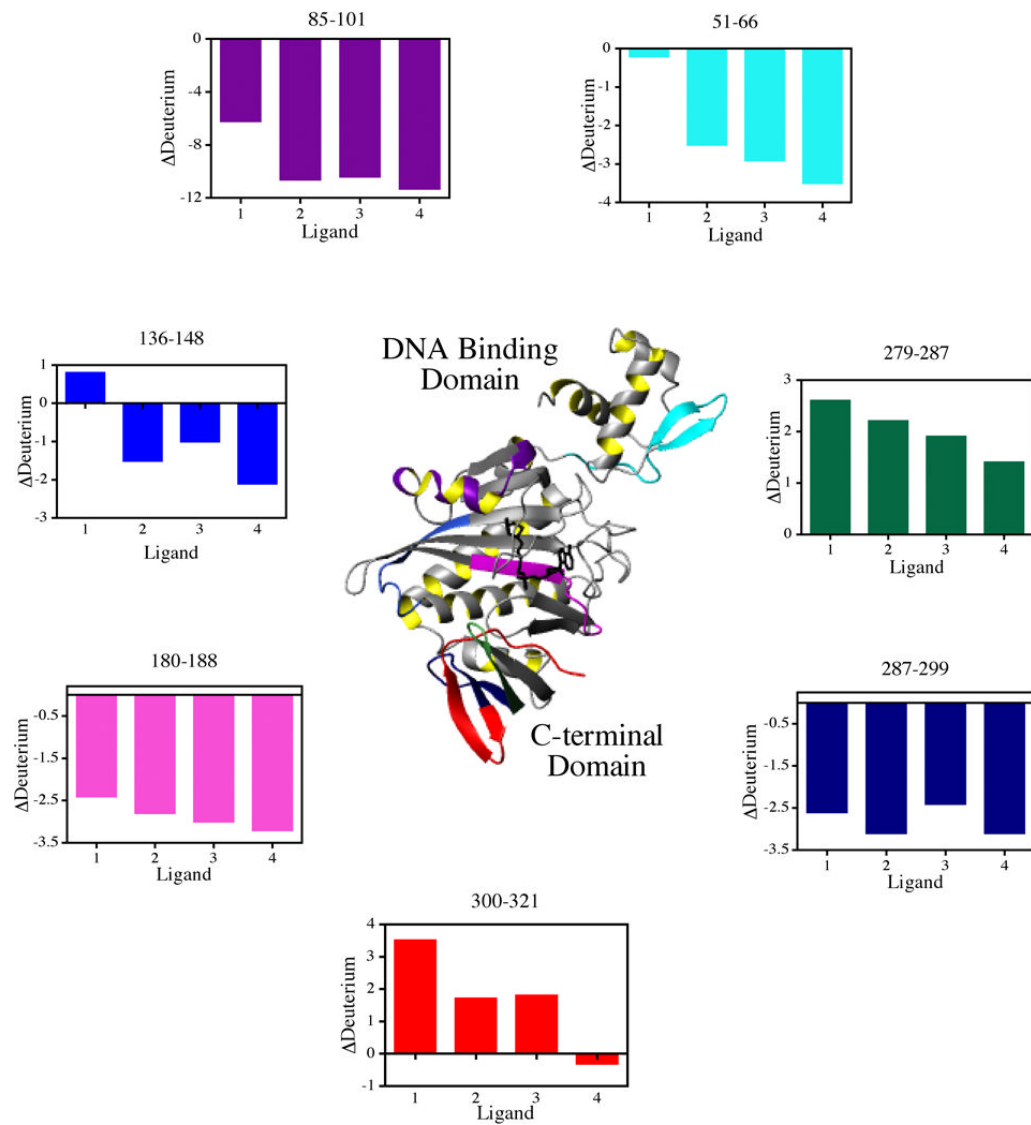 85-101
0
-4
-8
-12
ΔDeuterium
1 2 3 4
Ligand
51-66
0
-1
-2
-3
-4
ΔDeuterium
1 2 3 4
Ligand
136-148
1
0
-1
-2
-3
ΔDeuterium
1 2 3 4
Ligand
DNA Binding
Domain
279-287
3
2
1
0
ΔDeuterium
1 2 3 4
Ligand
180-188
-0.5
-1.5
-2.5
-3.5
ΔDeuterium
1 2 3 4
Ligand
C-terminal
Domain
287-299
-0.5
-1.5
-2.5
-3.5
ΔDeuterium
1 2 3 4
Ligand
300-321
4
3
2
1
0
-1
ΔDeuterium
1 2 3 4
Ligand